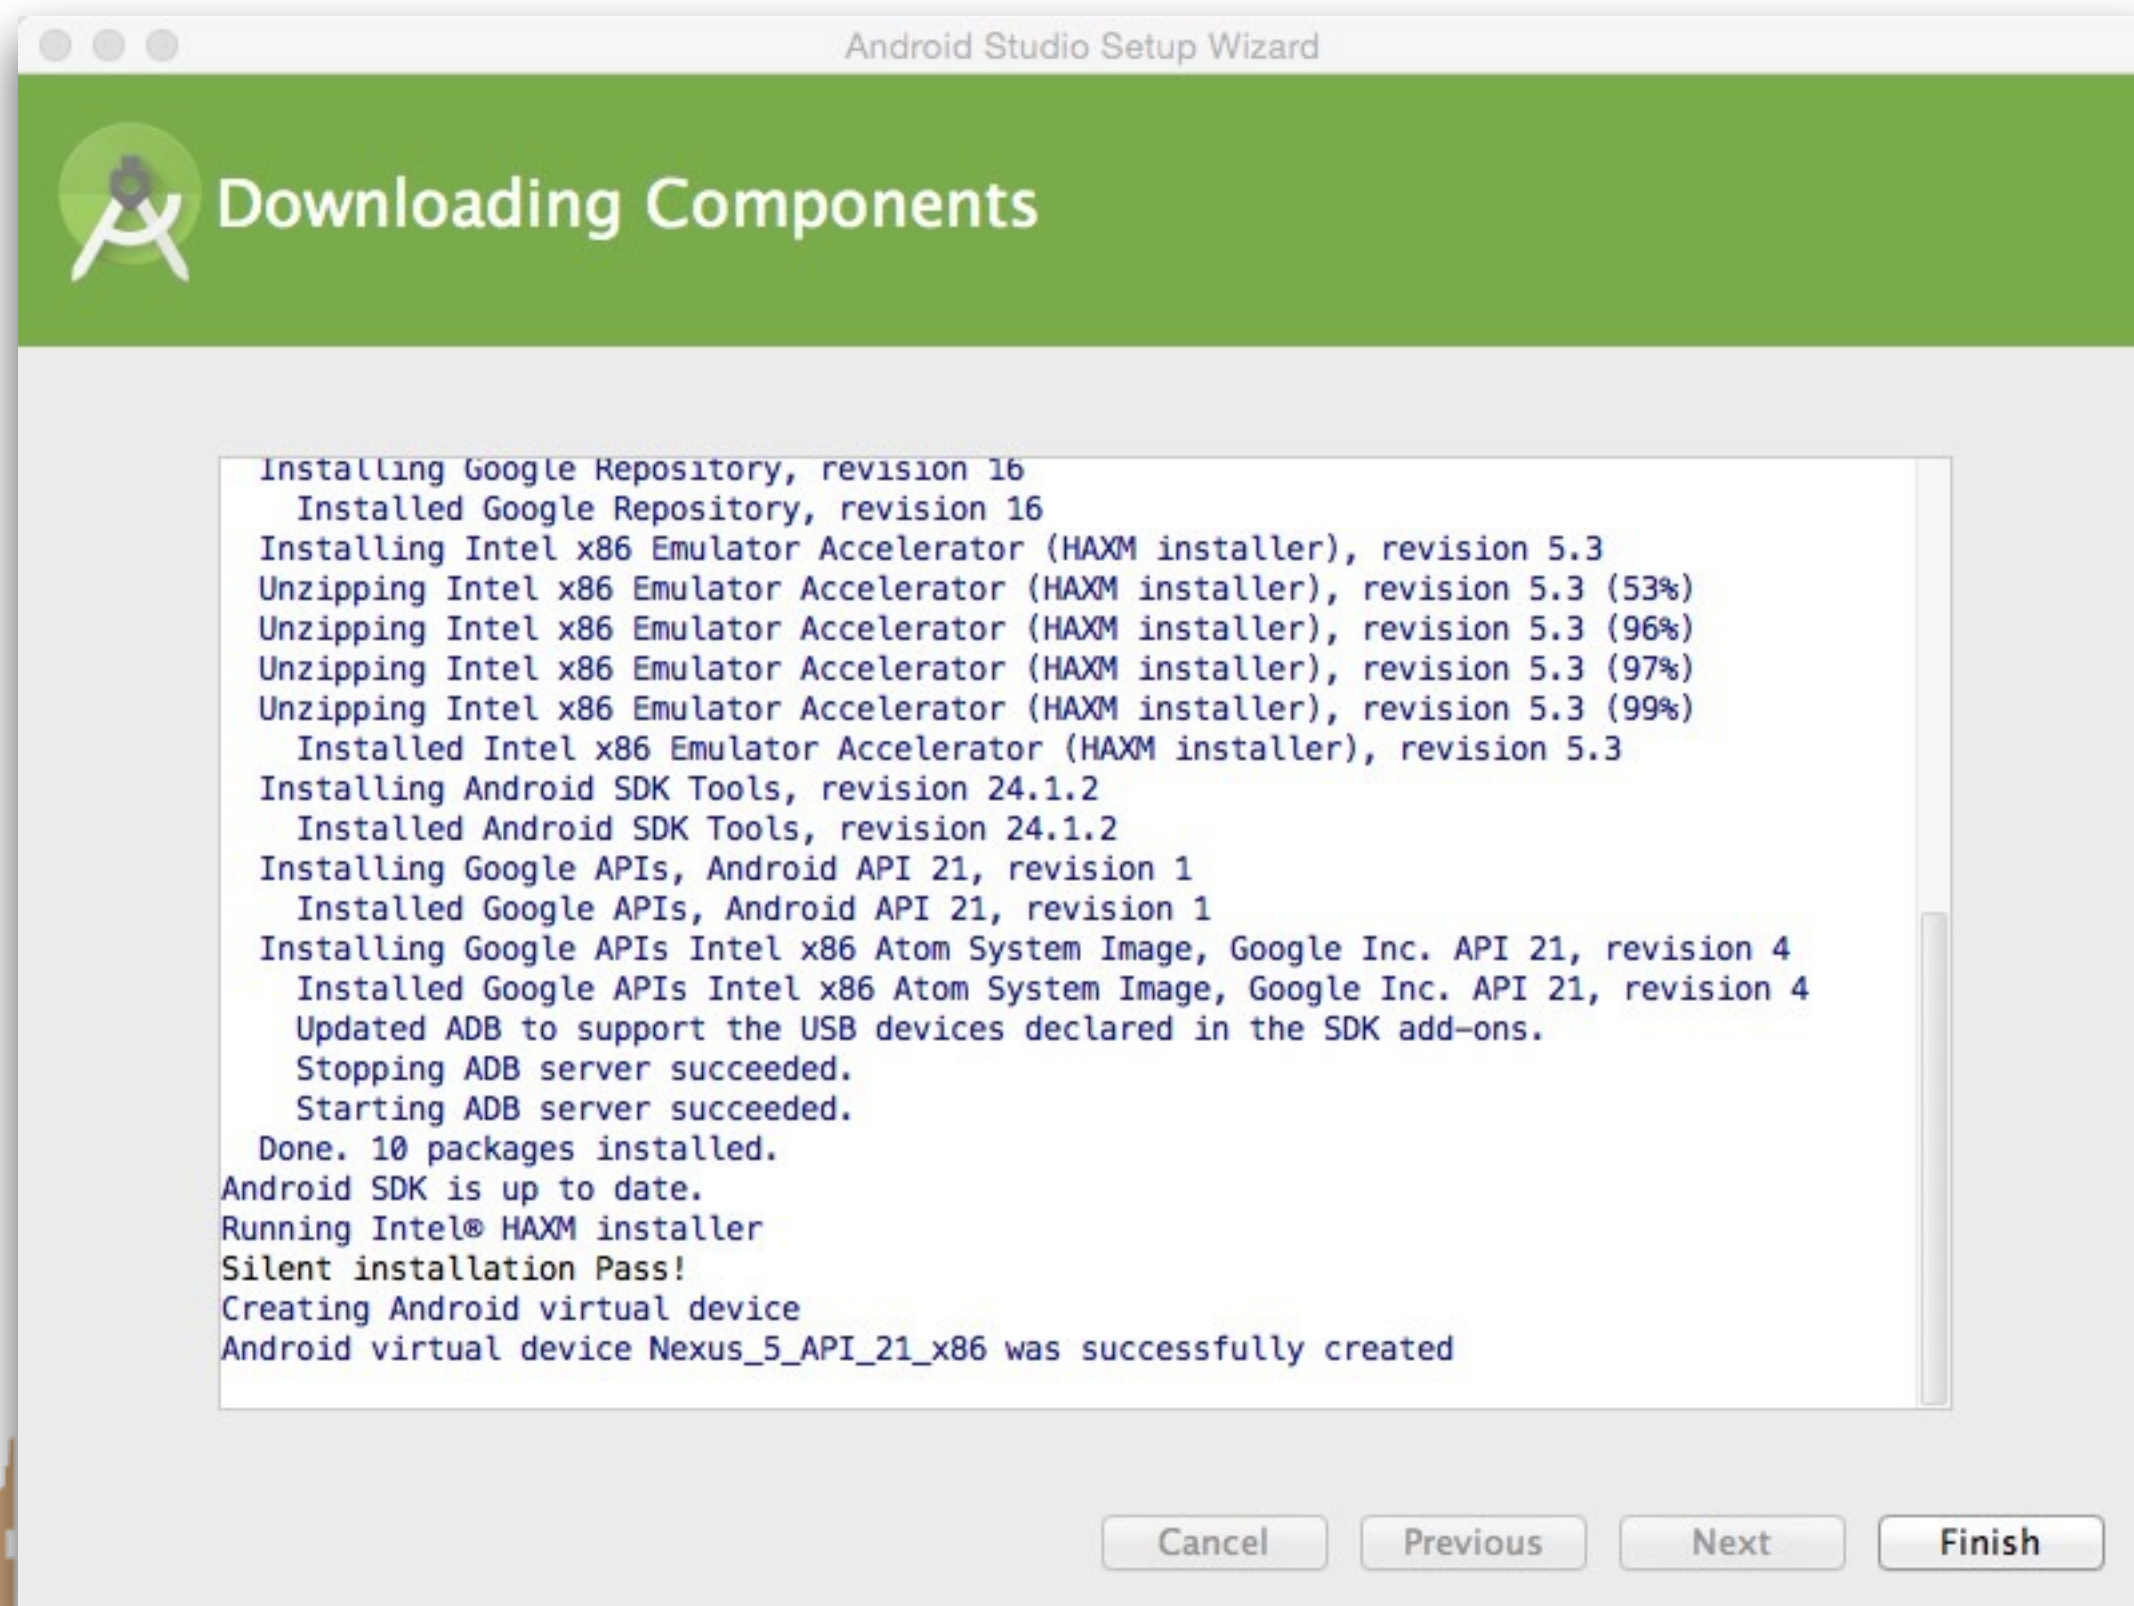 Android Studio Setup Wizard
Downloading Components
Installing Google Repository, revision 16
Installed Google Repository, revision 16
Installing Intel x86 Emulator Accelerator (HAXM installer), revision 5.3
Unzipping Intel x86 Emulator Accelerator (HAXM installer), revision 5.3 (53%)
Unzipping Intel x86 Emulator Accelerator (HAXM installer), revision 5.3 (96%)
Unzipping Intel x86 Emulator Accelerator (HAXM installer), revision 5.3 (97%)
Unzipping Intel x86 Emulator Accelerator (HAXM installer), revision 5.3 (99%)
Installed Intel x86 Emulator Accelerator (HAXM installer), revision 5.3
Installing Android SDK Tools, revision 24.1.2
Installed Android SDK Tools, revision 24.1.2
Installing Google APIs, Android API 21, revision 1
Installed Google APIs, Android API 21, revision 1
Installing Google APIs Intel x86 Atom System Image, Google Inc. API 21, revision 4
Installed Google APIs Intel x86 Atom System Image, Google Inc. API 21, revision 4
Updated ADB to support the USB devices declared in the SDK add-ons.
Stopping ADB server succeeded.
Starting ADB server succeeded.
Done. 10 packages installed.
Android SDK is up to date.
Running Intel® HAXM installer
Silent installation Pass!
Creating Android virtual device
Android virtual device Nexus_5_API_21_x86 was successfully created
Cancel Previous Next Finish